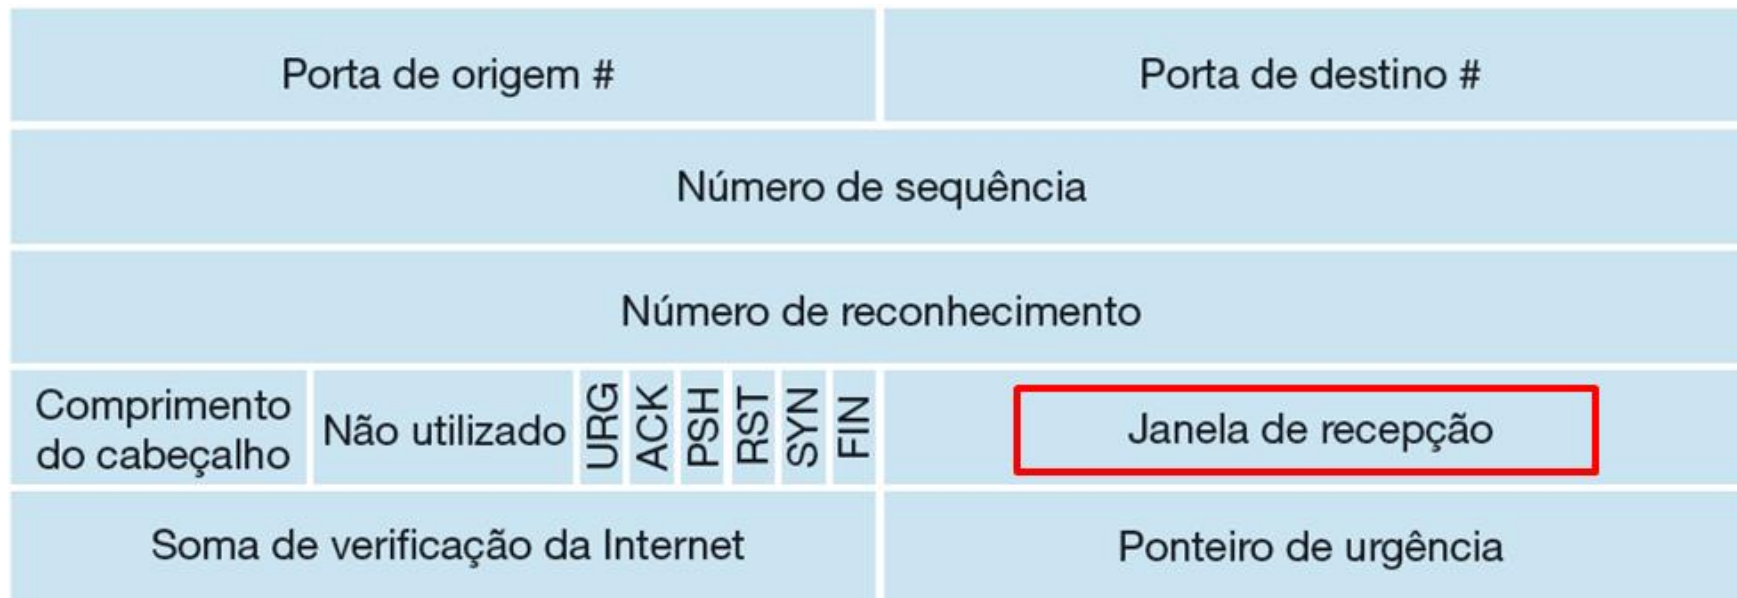 Porta de origem #
Porta de destino #
Número de sequência
Número de reconhecimento
Comprimento
do cabeçalho
Não utilizado
URG
ACK
PSH
RST
SYN
FIN
Janela de recepção
Soma de verificação da Internet
Ponteiro de urgência